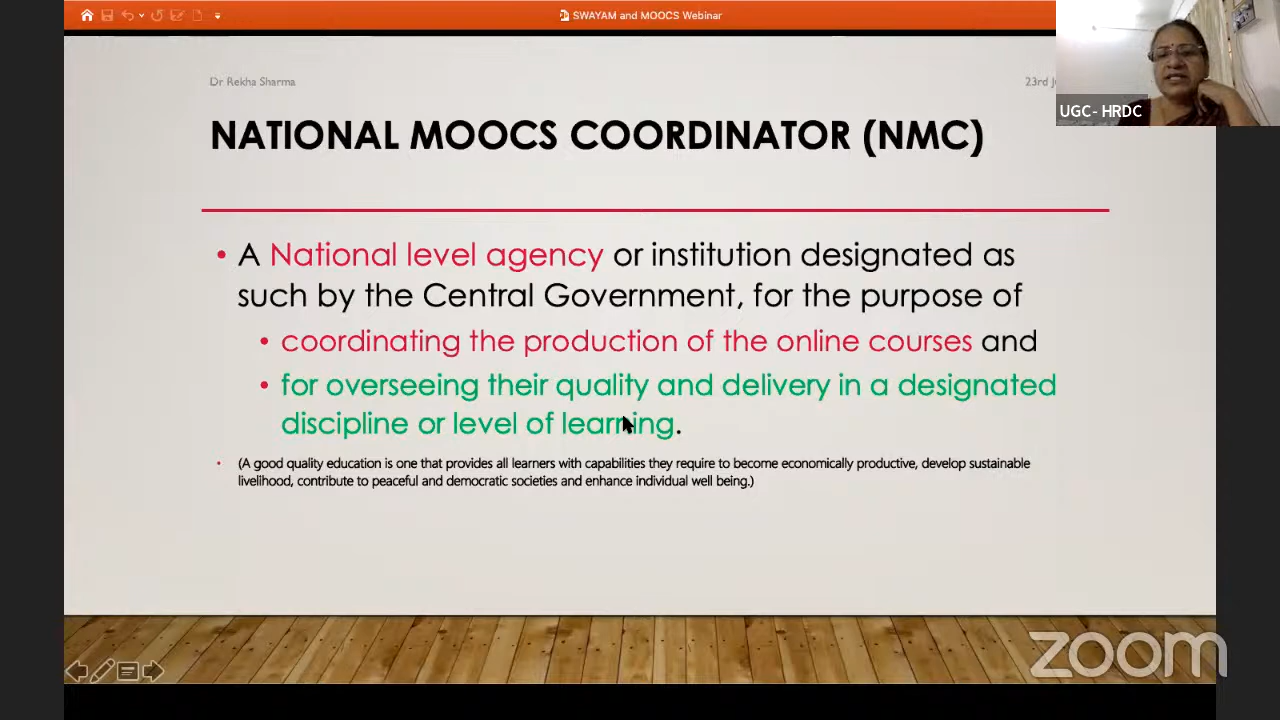 SWAYAM and MOOCS Webinar
Dr Rekha Sharma
23rd
UGC- HRDC
NATIONAL MOOCS COORDINATOR (NMC)
• A National level agency or institution designated as
such by the Central Government, for the purpose of
• coordinating the production of the online courses and
• for overseeing their quality and delivery in a designated
discipline or level of learning.
• (A good quality education is one that provides all learners with capabilities they require to become economically productive, develop sustainable
livelihood, contribute to peaceful and democratic societies and enhance individual well being.)
zoom